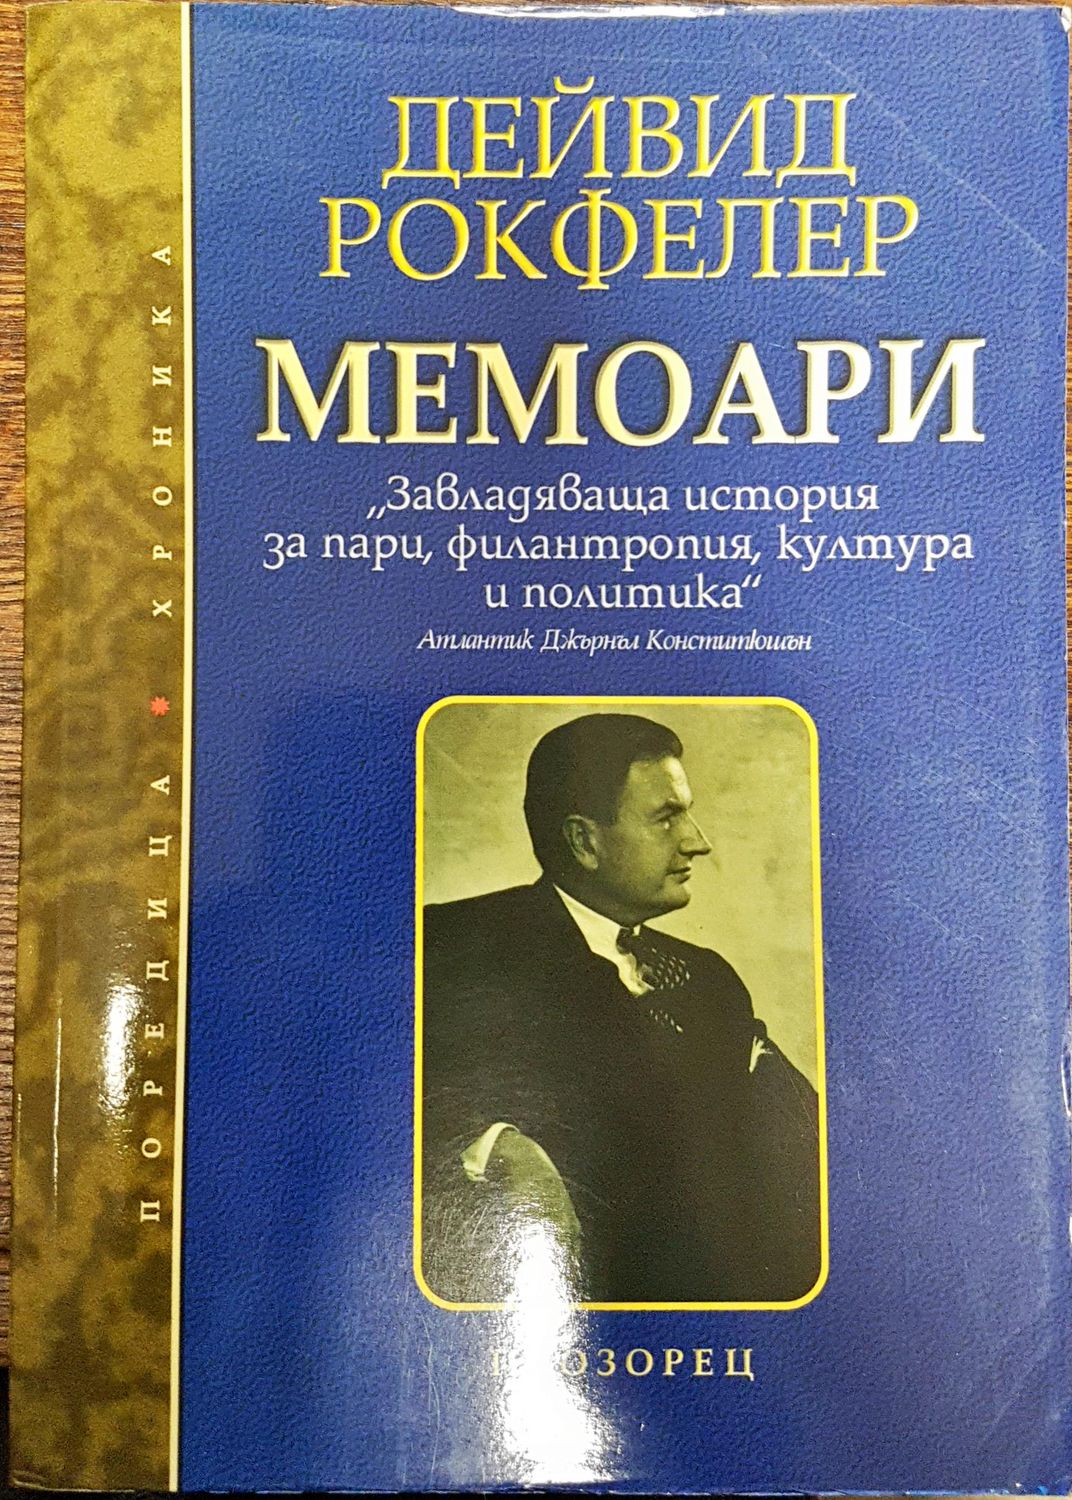 ДЕЙВИД
РОКФЕЛЕР
МЕМОАРИ
„Завладяваща история
за пари, филантропия, култура
и политика“
Атлантик Джърнъл Конститюшън
ПОРЕДИЦА * ХРОНИКА